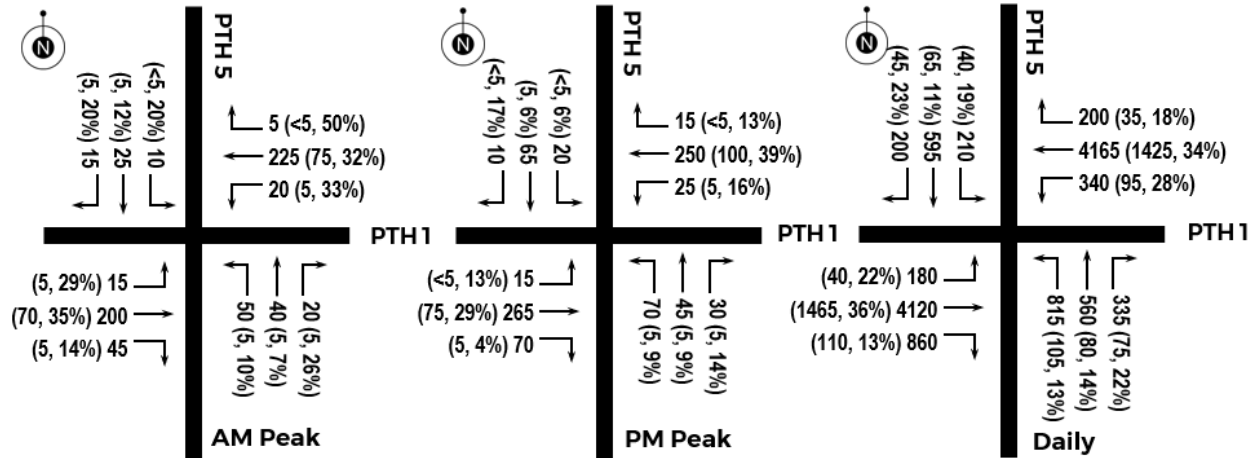 N
PTH 5
(5, 20%) 15
(5, 12%) 25
(<5, 20%) 10
5 (<5, 50%)
225 (75, 32%)
20 (5, 33%)
PTH 1
(5, 29%) 15
(70, 35%) 200
(5, 14%) 45
50 (5, 10%)
40 (5, 7%)
20 (5, 26%)
AM Peak
N
PTH 5
(<5, 17%) 10
(5, 6%) 65
(<5, 6%) 20
15 (<5, 13%)
250 (100, 39%)
25 (5, 16%)
PTH 1
(<5, 13%) 15
(75, 29%) 265
(5, 4%) 70
70 (5, 9%)
45 (5, 9%)
30 (5, 14%)
PM Peak
N
PTH 5
(45, 23%) 200
(65, 11%) 595
(40, 19%) 210
200 (35, 18%)
4165 (1425, 34%)
340 (95, 28%)
PTH 1
(40, 22%) 180
(1465, 36%) 4120
(110, 13%) 860
815 (105, 13%)
560 (80, 14%)
335 (75, 22%)
Daily